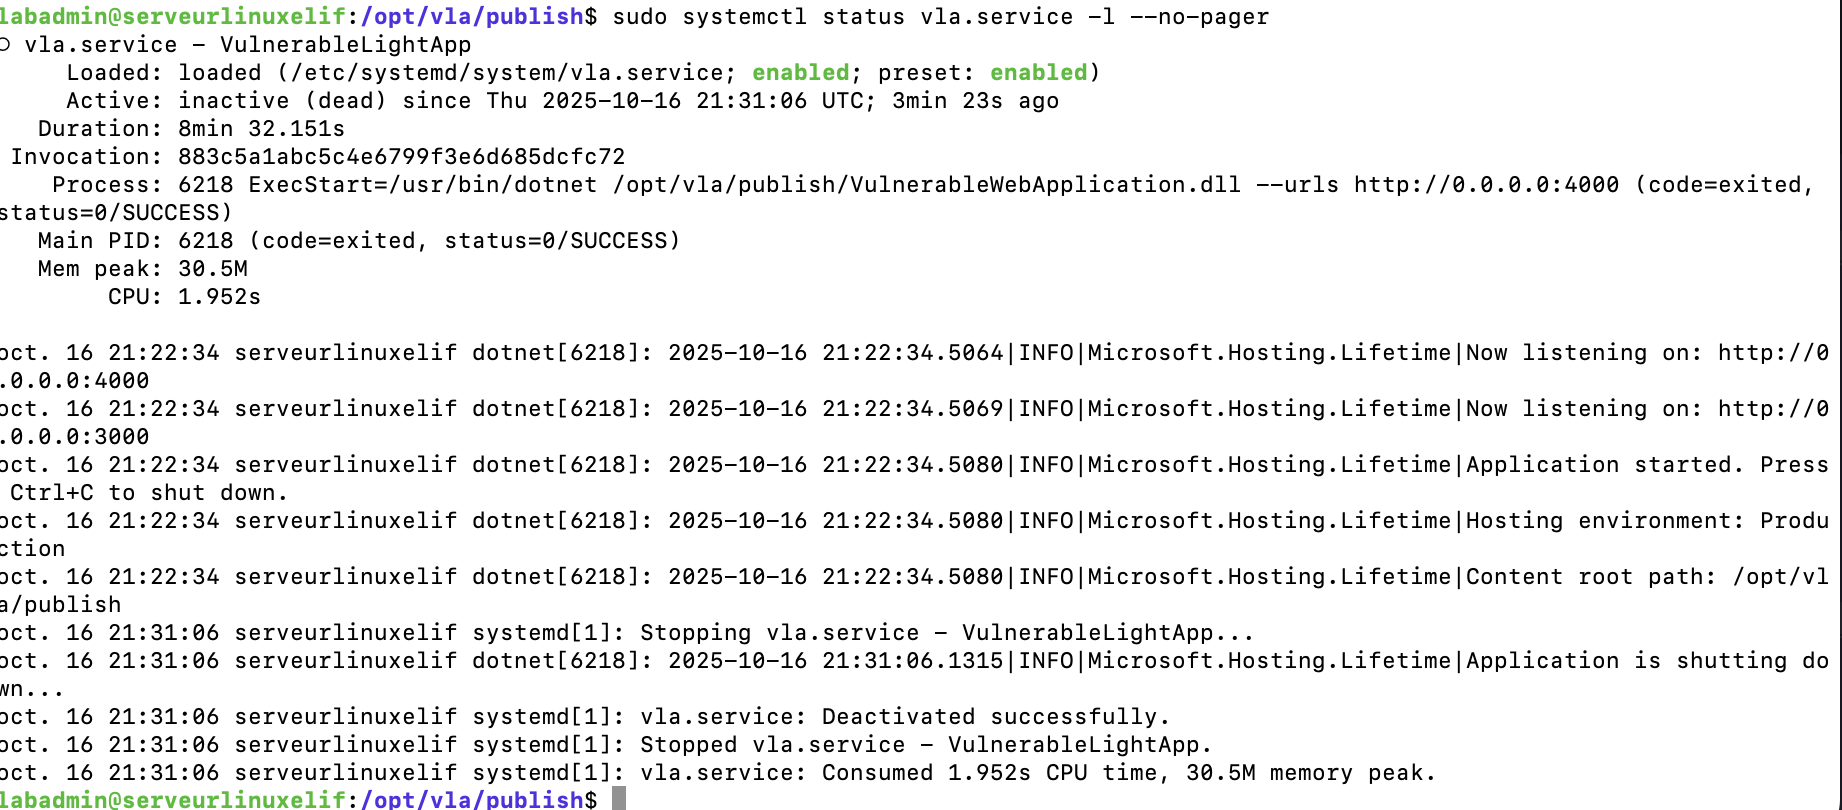 labadmin@serveurlinuxelif:/opt/vla/publish$ sudo systemctl status vla.service -l --no-pager
○ vla.service - VulnerableLightApp
     Loaded: loaded (/etc/systemd/system/vla.service; enabled; preset: enabled)
     Active: inactive (dead) since Thu 2025-10-16 21:31:06 UTC; 3min 23s ago
   Duration: 8min 32.151s
 Invocation: 883c5a1abc5c4e6799f3e6d685dcfc72
    Process: 6218 ExecStart=/usr/bin/dotnet /opt/vla/publish/VulnerableWebApplication.dll --urls http://0.0.0.0:4000 (code=exited,
status=0/SUCCESS)
   Main PID: 6218 (code=exited, status=0/SUCCESS)
   Mem peak: 30.5M
        CPU: 1.952s

oct. 16 21:22:34 serveurlinuxelif dotnet[6218]: 2025-10-16 21:22:34.5064|INFO|Microsoft.Hosting.Lifetime|Now listening on: http://0
.0.0.0:4000
oct. 16 21:22:34 serveurlinuxelif dotnet[6218]: 2025-10-16 21:22:34.5069|INFO|Microsoft.Hosting.Lifetime|Now listening on: http://0
.0.0.0:3000
oct. 16 21:22:34 serveurlinuxelif dotnet[6218]: 2025-10-16 21:22:34.5080|INFO|Microsoft.Hosting.Lifetime|Application started. Press
 Ctrl+C to shut down.
oct. 16 21:22:34 serveurlinuxelif dotnet[6218]: 2025-10-16 21:22:34.5080|INFO|Microsoft.Hosting.Lifetime|Hosting environment: Produ
ction
oct. 16 21:22:34 serveurlinuxelif dotnet[6218]: 2025-10-16 21:22:34.5080|INFO|Microsoft.Hosting.Lifetime|Content root path: /opt/vl
a/publish
oct. 16 21:31:06 serveurlinuxelif systemd[1]: Stopping vla.service - VulnerableLightApp...
oct. 16 21:31:06 serveurlinuxelif dotnet[6218]: 2025-10-16 21:31:06.1315|INFO|Microsoft.Hosting.Lifetime|Application is shutting do
wn...
oct. 16 21:31:06 serveurlinuxelif systemd[1]: vla.service: Deactivated successfully.
oct. 16 21:31:06 serveurlinuxelif systemd[1]: Stopped vla.service - VulnerableLightApp.
oct. 16 21:31:06 serveurlinuxelif systemd[1]: vla.service: Consumed 1.952s CPU time, 30.5M memory peak.
labadmin@serveurlinuxelif:/opt/vla/publish$